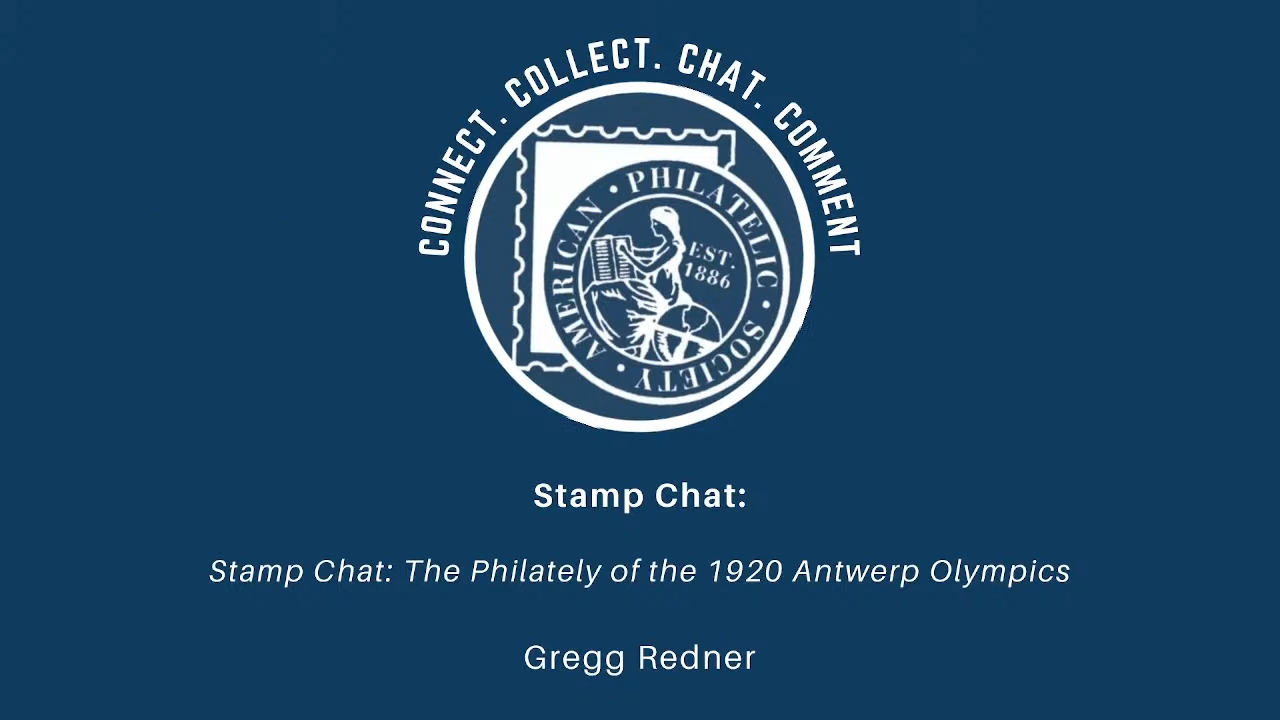 CONNECT. COLLECT. CHAT. COMMENT
AMERICAN • PHILATELIC • SOCIETY •
EST.
1886
Stamp Chat:
Stamp Chat: The Philately of the 1920 Antwerp Olympics
Gregg Redner